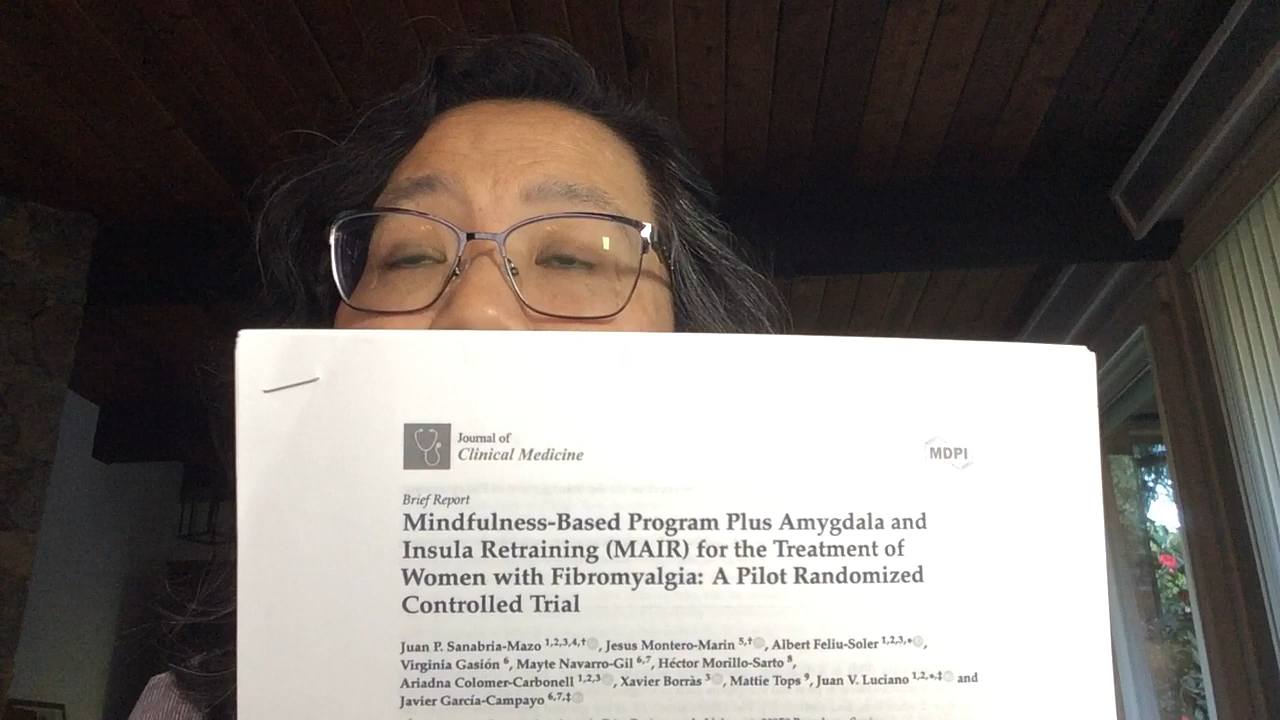 Journal of
Clinical Medicine
MDPI
Brief Report
Mindfulness-Based Program Plus Amygdala and
Insula Retraining (MAIR) for the Treatment of
Women with Fibromyalgia: A Pilot Randomized
Controlled Trial
Juan P. Sanabria-Mazo 1,2,3,4,†, Jesus Montero-Marin 5,†, Albert Feliu-Soler 1,2,3,*,
Virginia Gasión 6, Mayte Navarro-Gil 6,7, Héctor Morillo-Sarto 8,
Ariadna Colomer-Carbonell 1,2,3, Xavier Borràs 3, Mattie Tops 9, Juan V. Luciano 1,2,*,‡ and
Javier García-Campayo 6,7,‡